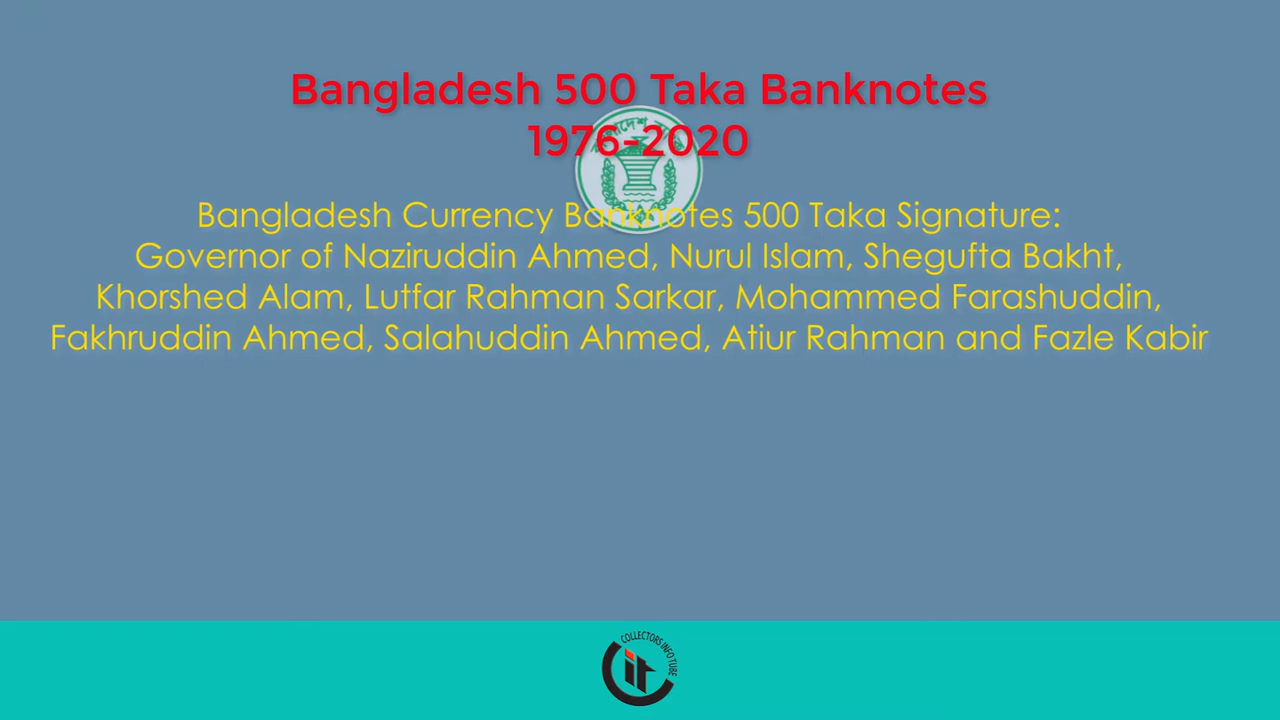 Bangladesh 500 Taka Banknotes
1976-2020
Bangladesh Currency Banknotes 500 Taka Signature:
Governor of Naziruddin Ahmed, Nurul Islam, Shegufta Bakht,
Khorshed Alam, Lutfar Rahman Sarkar, Mohammed Farashuddin,
Fakhruddin Ahmed, Salahuddin Ahmed, Atiur Rahman and Fazle Kabir
COLLECTORS INFO TUBE
it